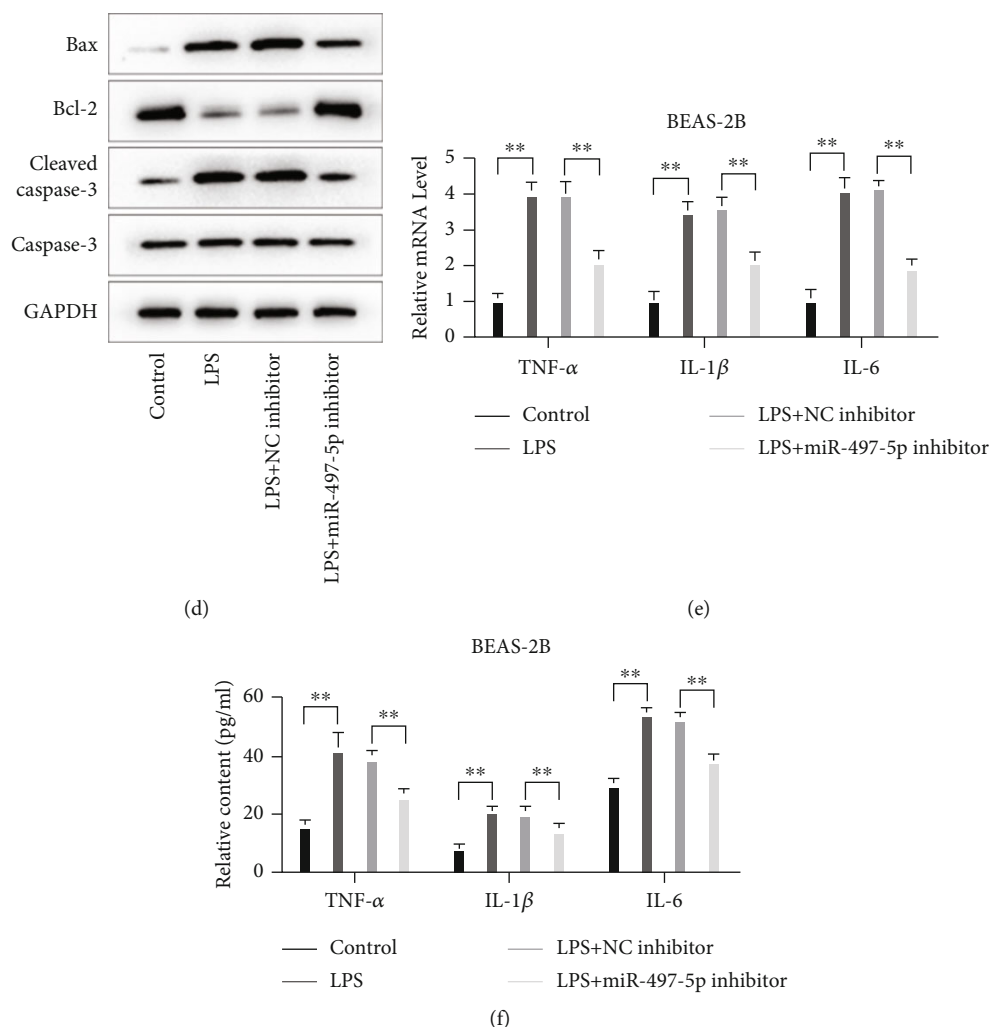 Bax
Bcl-2
Cleaved
caspase-3
Caspase-3
GAPDH
Control
LPS
LPS+NC inhibitor
LPS+miR-497-5p inhibitor
(d)
BEAS-2B
Relative mRNA Level
5
4
3
2
1
0
** ** ** ** ** **
TNF-α IL-1β IL-6
Control LPS+NC inhibitor
LPS LPS+miR-497-5p inhibitor
(e)
BEAS-2B
Relative content (pg/ml)
60
40
20
0
** ** ** ** ** **
TNF-α IL-1β IL-6
Control LPS+NC inhibitor
LPS LPS+miR-497-5p inhibitor
(f)